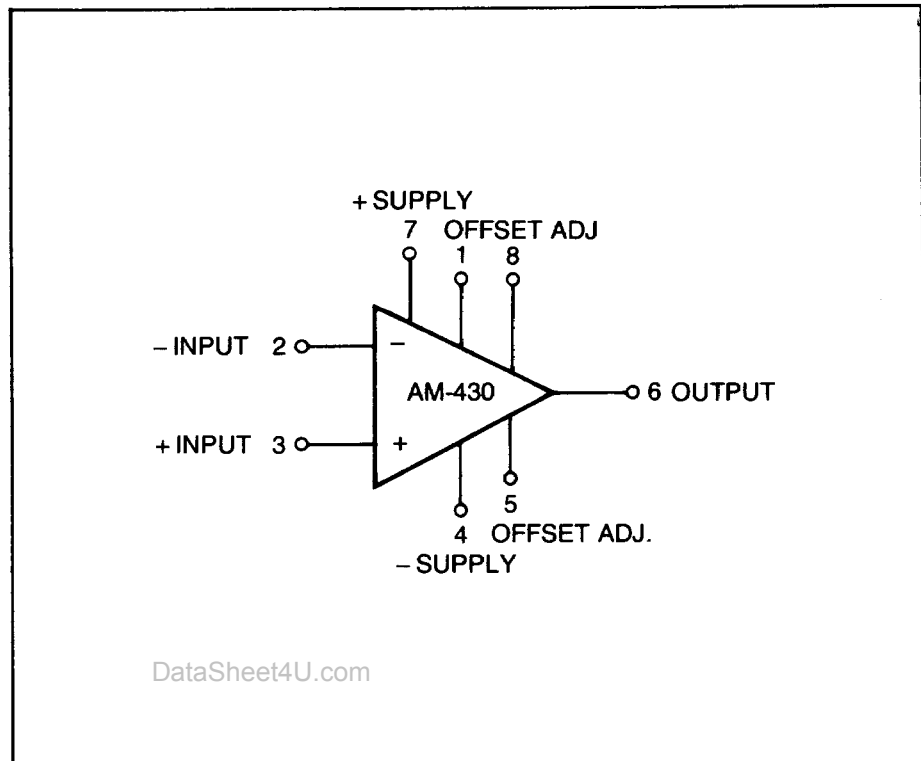 + SUPPLY
7 OFFSET ADJ
1 8
– INPUT 2 –
AM-430 6 OUTPUT
+ INPUT 3 +
5
4 OFFSET ADJ.
– SUPPLY
DataSheet4U.com